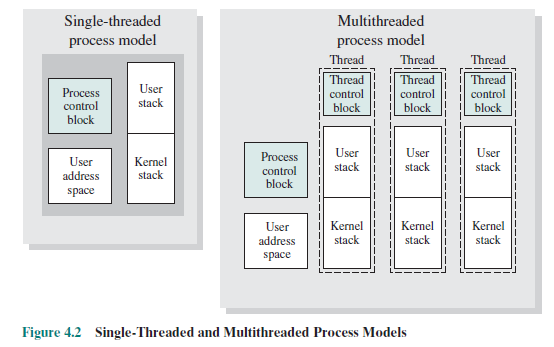 Single-threaded
process model
Process
control
block
User
stack
User
address
space
Kernel
stack
Multithreaded
process model
Thread
Thread
Thread
Thread
control
block
Thread
control
block
Thread
control
block
Process
control
block
User
stack
User
stack
User
stack
User
address
space
Kernel
stack
Kernel
stack
Kernel
stack
Figure 4.2 Single-Threaded and Multithreaded Process Models